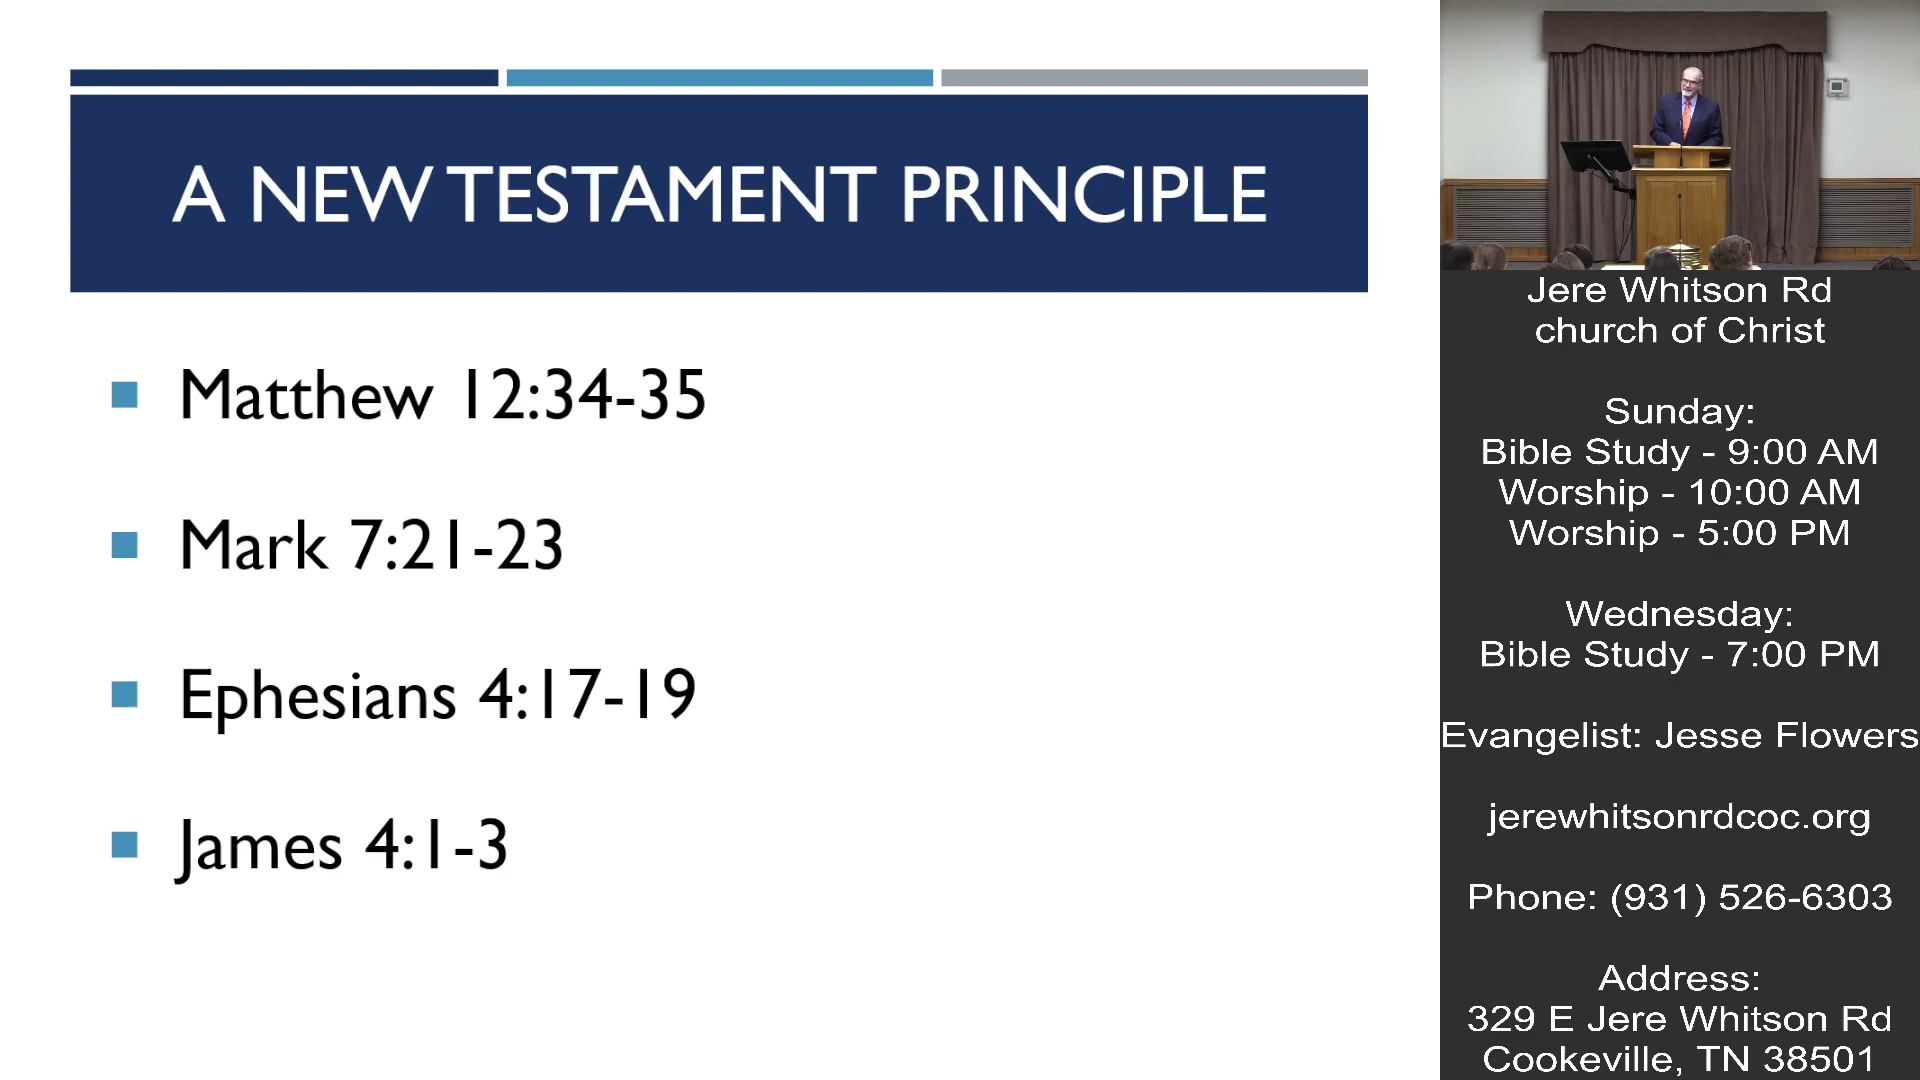 A NEW TESTAMENT PRINCIPLE
Matthew 12:34-35
Mark 7:21-23
Ephesians 4:17-19
James 4:1-3
Jere Whitson Rd
church of Christ
Sunday:
Bible Study - 9:00 AM
Worship - 10:00 AM
Worship - 5:00 PM
Wednesday:
Bible Study - 7:00 PM
Evangelist: Jesse Flowers
jerewhitsonrdcoc.org
Phone: (931) 526-6303
Address:
329 E Jere Whitson Rd
Cookeville, TN 38501